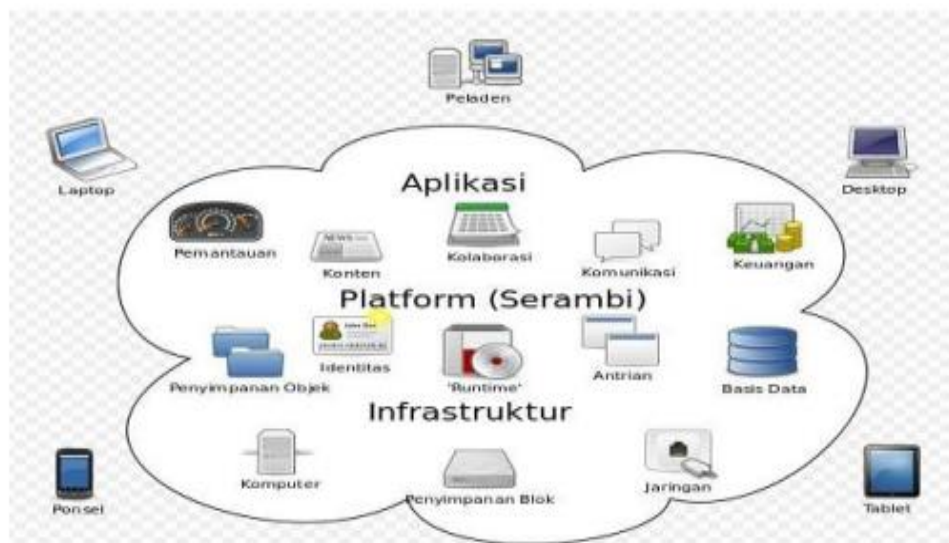 Peladen
Laptop
Desktop
Aplikasi
Pemantauan
NEWS
Konten
Kolaborasi
Komunikasi
Keuangan
Platform (Serambi)
Penyimpanan Objek
Identitas
'Runtime'
Antrian
Basis Data
Infrastruktur
Komputer
Penyimpanan Blok
Jaringan
Ponsel
Tablet